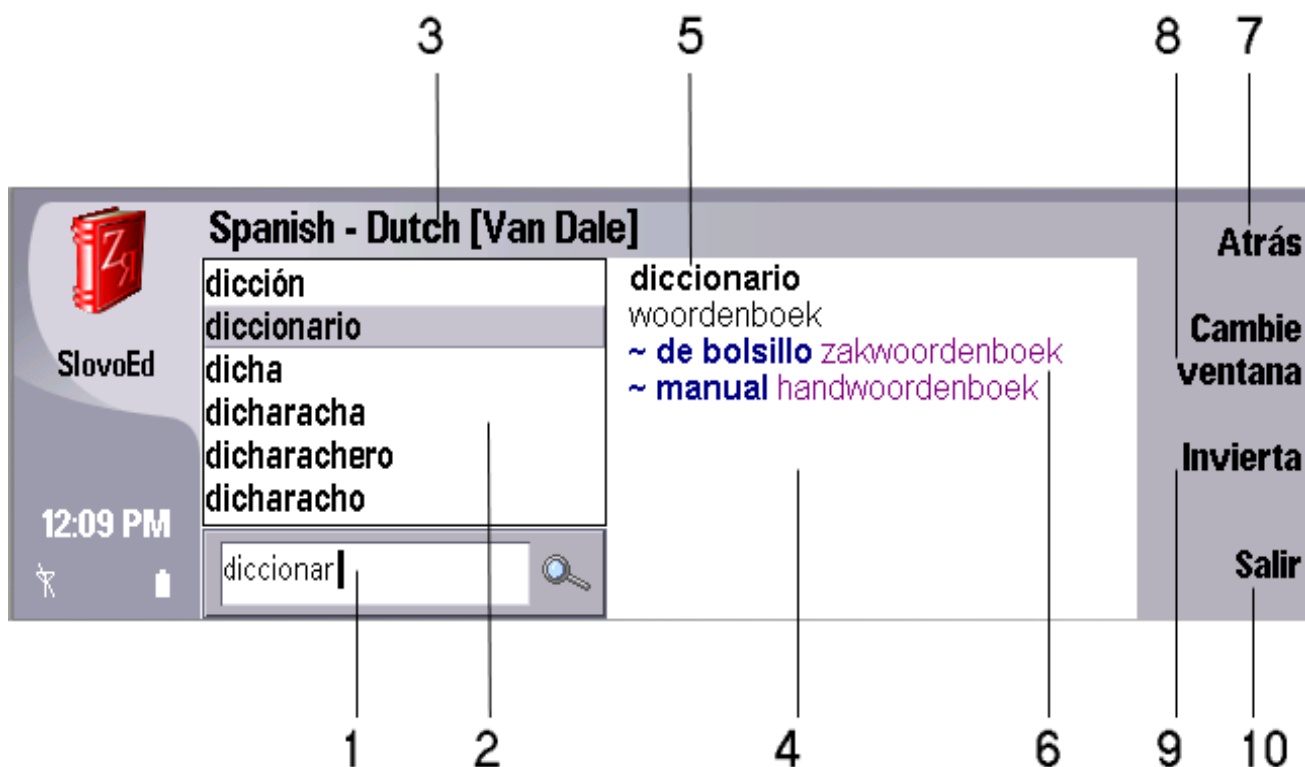 3 5 8 7
Spanish - Dutch [Van Dale]
SlovoEd
12:09 PM
dicción
diccionario
dicha
dicharacha
dicharachero
dicharacho
diccionar
diccionario
woordenboek
~ de bolsillo zakwoordenboek
~ manual handwoordenboek
Atrás
Cambie
ventana
Invierta
Salir
1 2 4 6 9 10